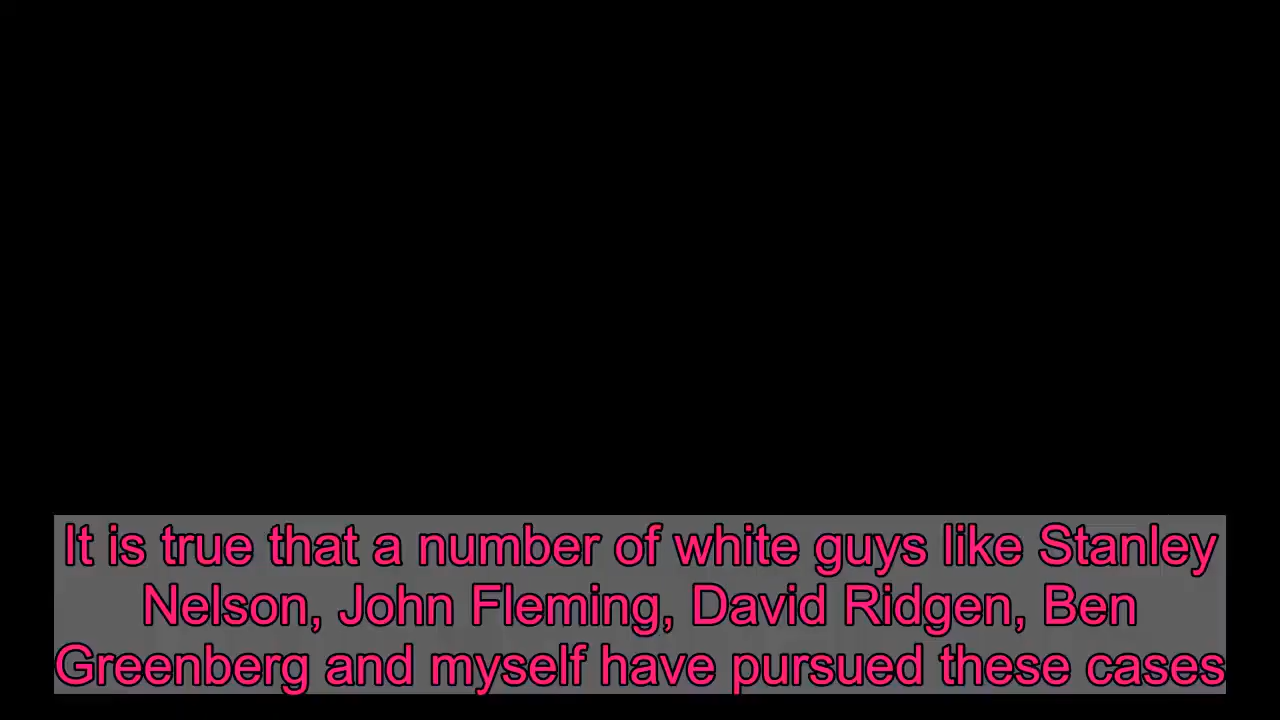 It is true that a number of white guys like Stanley
Nelson, John Fleming, David Ridgen, Ben
Greenberg and myself have pursued these cases